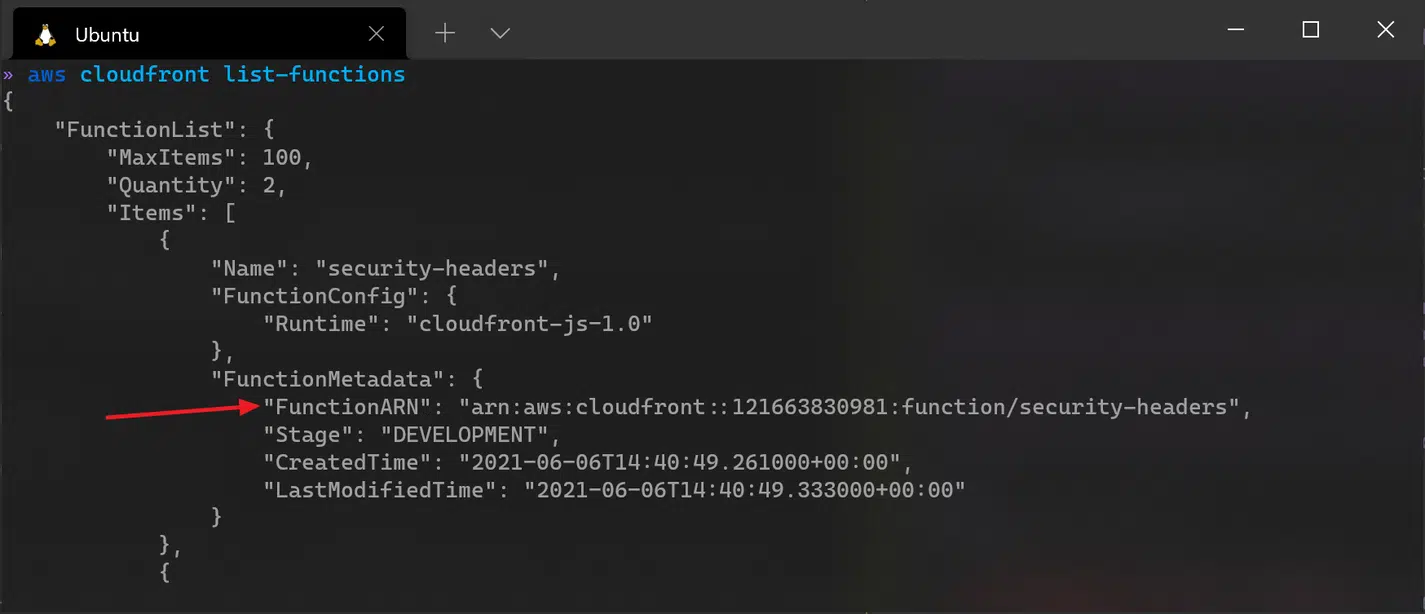 Ubuntu
» aws cloudfront list-functions
{
    "FunctionList": {
        "MaxItems": 100,
        "Quantity": 2,
        "Items": [
            {
                "Name": "security-headers",
                "FunctionConfig": {
                    "Runtime": "cloudfront-js-1.0"
                },
                "FunctionMetadata": {
                    "FunctionARN": "arn:aws:cloudfront::121663830981:function/security-headers",
                    "Stage": "DEVELOPMENT",
                    "CreatedTime": "2021-06-06T14:40:49.261000+00:00",
                    "LastModifiedTime": "2021-06-06T14:40:49.333000+00:00"
                }
            },
            {